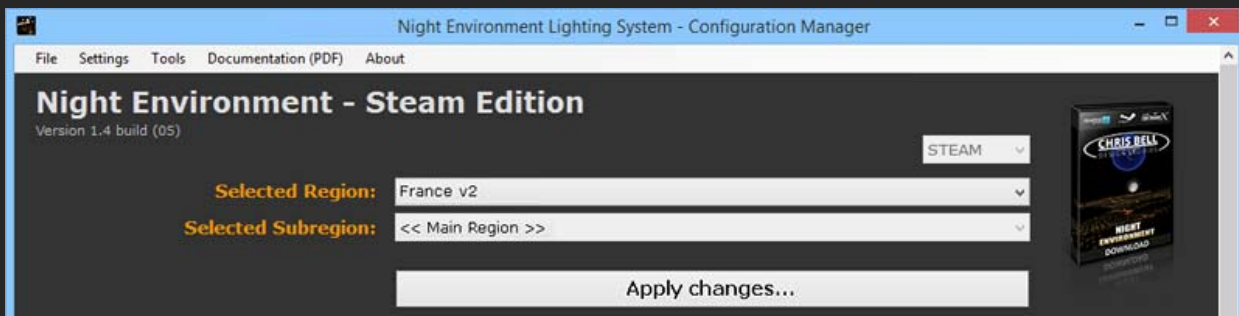 Night Environment Lighting System - Configuration Manager
File Settings Tools Documentation (PDF) About
Night Environment - Steam Edition
Version 1.4 build (05)
STEAM
CHRIS BELL
Selected Region: France v2
Selected Subregion: << Main Region >>
NIGHT
ENVIRONMENT
DOWNLOAD
Apply changes...